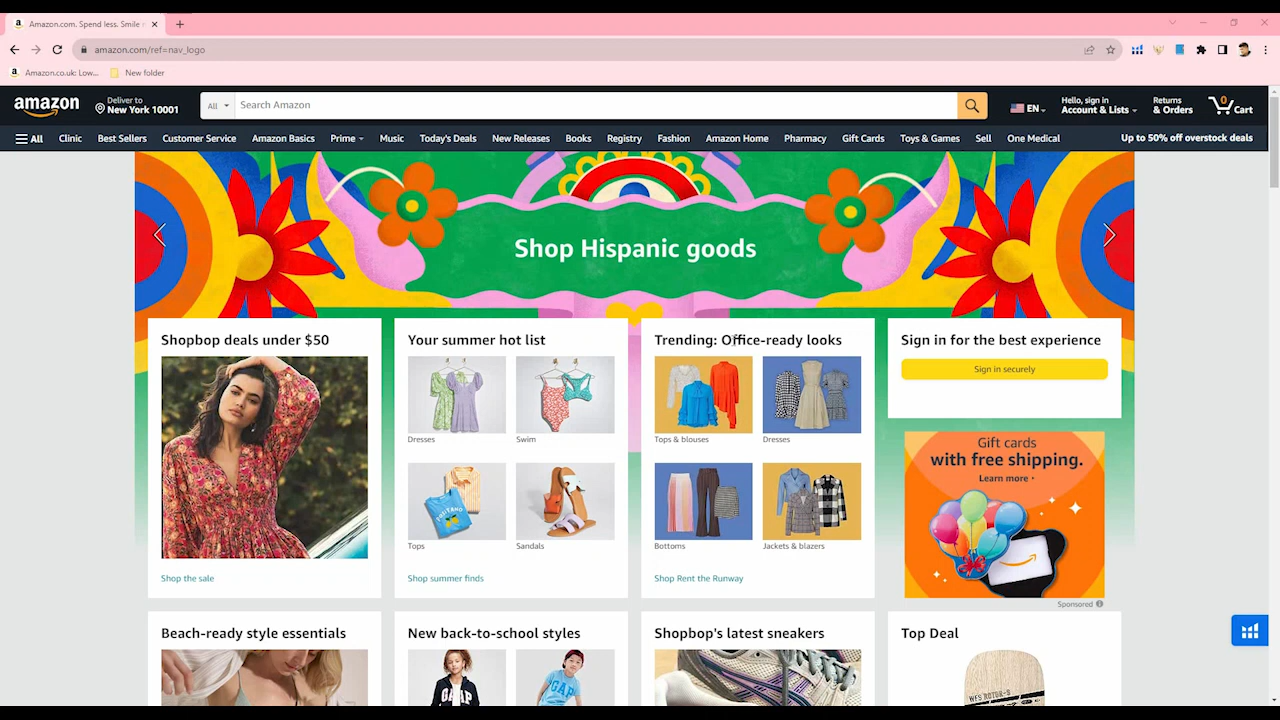 Amazon.com. Spend less. Smile
amazon.com/ref=nav_logo
Amazon.co.uk: Low...
New folder
amazon
Deliver to
New York 10001
All
Search Amazon
EN
Hello, sign in
Account & Lists
Returns
& Orders
0
Cart
All
Clinic
Best Sellers
Customer Service
Amazon Basics
Prime
Music
Today's Deals
New Releases
Books
Registry
Fashion
Amazon Home
Pharmacy
Gift Cards
Toys & Games
Sell
One Medical
Up to 50% off overstock deals
Shop Hispanic goods
Shopbop deals under $50
Shop the sale
Your summer hot list
Dresses
Swim
Tops
Sandals
Shop summer finds
Trending: Office-ready looks
Tops & blouses
Dresses
Bottoms
Jackets & blazers
Shop Rent the Runway
Sign in for the best experience
Sign in securely
Gift cards
with free shipping.
Learn more
Sponsored
Beach-ready style essentials
New back-to-school styles
GAP
GAP
Shopbop's latest sneakers
Top Deal